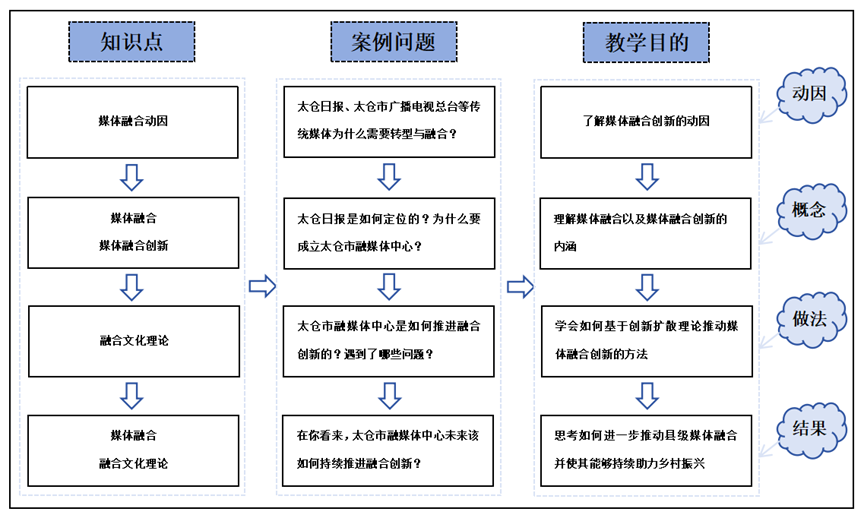 知识点
案例问题
教学目的
媒体融合动因
太仓日报、太仓市广播电视总台等传
统媒体为什么需要转型与融合？
了解媒体融合创新的动因
动因
媒体融合
媒体融合创新
太仓日报是如何定位的？为什么要
成立太仓市融媒体中心？
理解媒体融合以及媒体融合创新的
内涵
概念
融合文化理论
太仓市融媒体中心是如何推进融合
创新的？遇到了哪些问题？
学会如何基于创新扩散理论推动媒
体融合创新的方法
做法
媒体融合
融合文化理论
在你看来，太仓市融媒体中心未来该
如何持续推进融合创新？
思考如何进一步推动县级媒体融合
并使其能够持续助力乡村振兴
结果